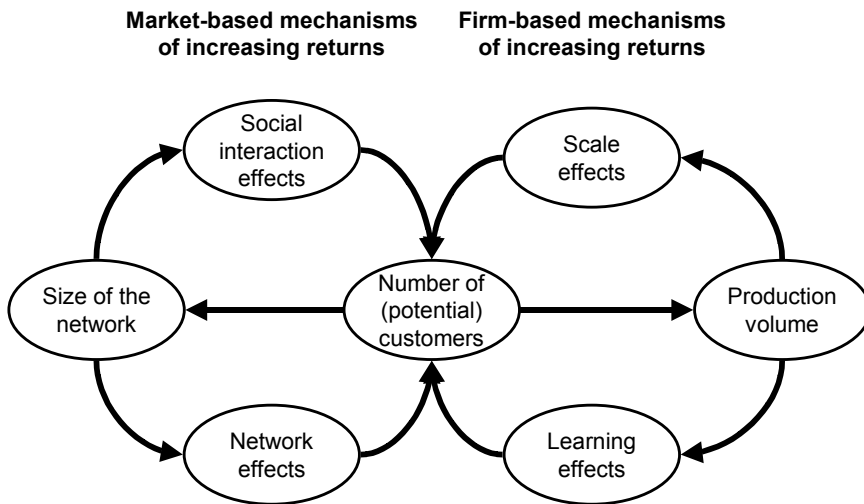 Market-based mechanisms
of increasing returns
Firm-based mechanisms
of increasing returns
Social
interaction
effects
Scale
effects
Size of the
network
Number of
(potential)
customers
Production
volume
Network
effects
Learning
effects